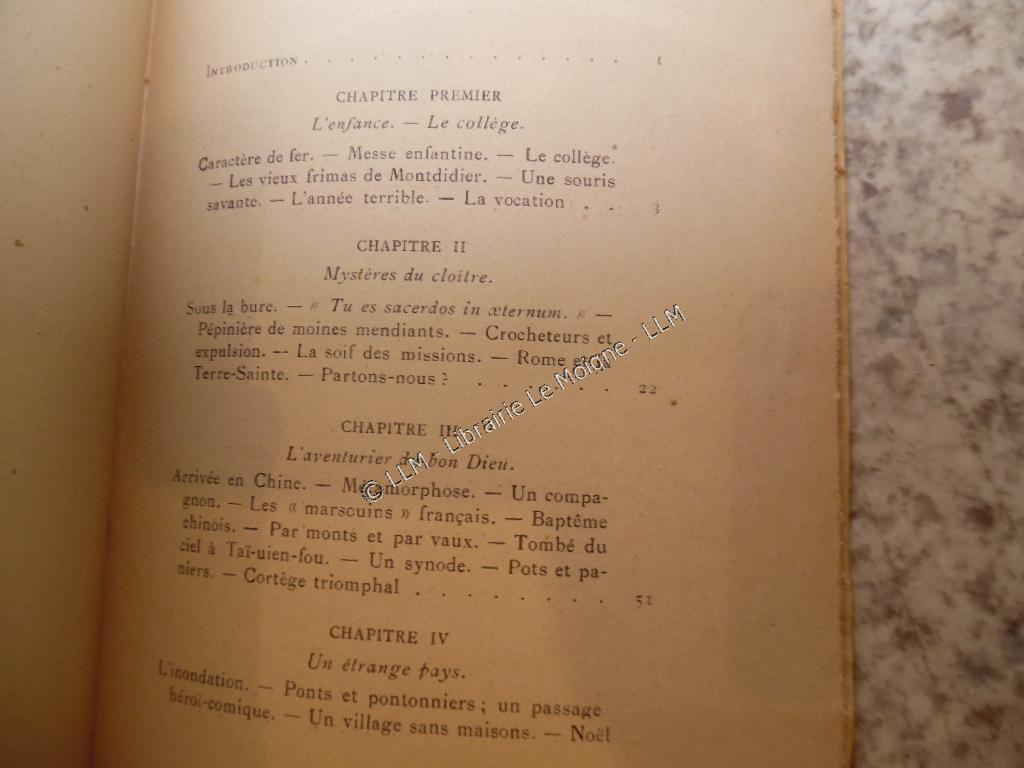 INTRODUCTION . . . . . . . . . . . . . . 1
CHAPITRE PREMIER
L'enfance. — Le collège.
Caractère de fer. — Messe enfantine. — Le collège.
— Les vieux frimas de Montdidier. — Une souris
savante. — L'année terrible. — La vocation . . 3
CHAPITRE II
Mystères du cloître.
Sous la bure. — « Tu es sacerdos in æternum. » —
Pépinière de moines mendiants. — Crocheteurs et
expulsion. — La soif des missions. — Rome et
Terre-Sainte. — Partons-nous ? . . . . . . 22
CHAPITRE III
L'aventurier du bon Dieu.
Arrivée en Chine. — Métamorphose. — Un compa-
gnon. — Les « marsouins » français. — Baptême
chinois. — Par monts et par vaux. — Tombé du
ciel à Taï-uien-fou. — Un synode. — Pots et pa-
niers. — Cortège triomphal . . . . . . . . 51
CHAPITRE IV
Un étrange pays.
L'inondation. — Ponts et pontonniers ; un passage
héroï-comique. — Un village sans maisons. — Noël
© LLM - Librairie Le Moigne - LLM